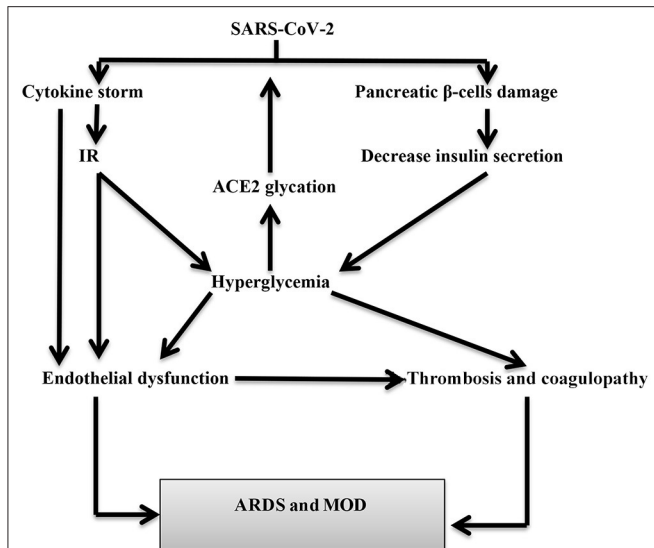 SARS-CoV-2
Cytokine storm
Pancreatic β-cells damage
IR
Decrease insulin secretion
ACE2 glycation
Hyperglycemia
Endothelial dysfunction
Thrombosis and coagulopathy
ARDS and MOD